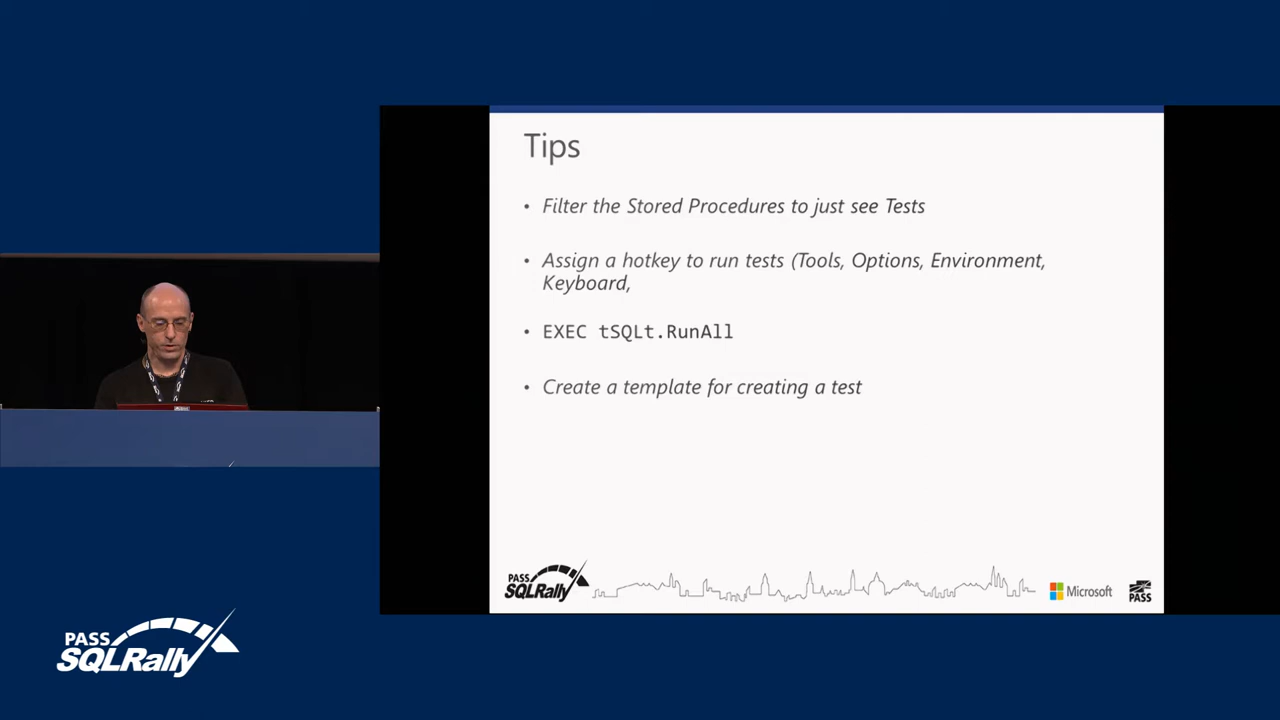 Tips
• Filter the Stored Procedures to just see Tests
• Assign a hotkey to run tests (Tools, Options, Environment,
Keyboard,
• EXEC tSQLt.RunAll
• Create a template for creating a test
PASS
SQLRally
Microsoft
PASS
PASS
SQLRally